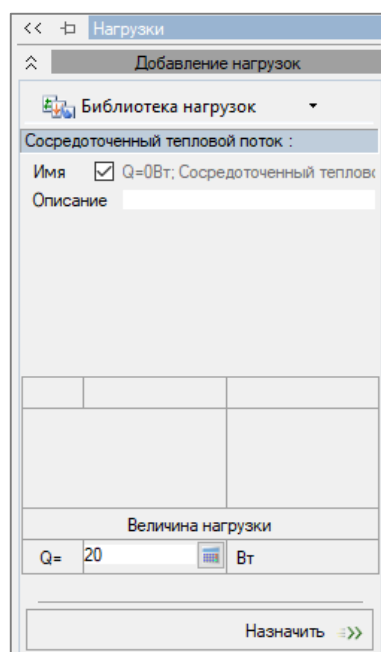 << Нагрузки
Добавление нагрузок
Библиотека нагрузок
Сосредоточенный тепловой поток :
Имя Q=0Вт; Сосредоточенный теплово
Описание
Величина нагрузки
Q= 20 Вт
Назначить